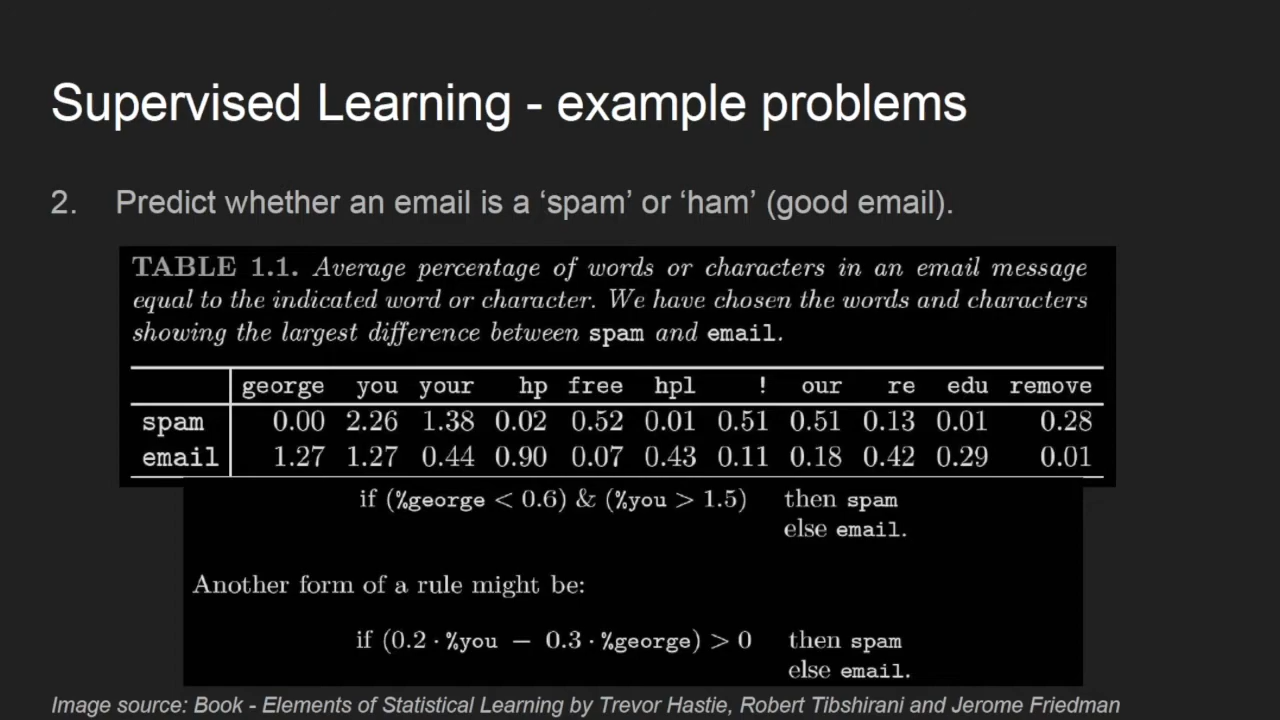 Supervised Learning - example problems
2. Predict whether an email is a ‘spam’ or ‘ham’ (good email).
TABLE 1.1. Average percentage of words or characters in an email message
equal to the indicated word or character. We have chosen the words and characters
showing the largest difference between spam and email.
george you your hp free hpl ! our re edu remove
spam 0.00 2.26 1.38 0.02 0.52 0.01 0.51 0.51 0.13 0.01 0.28
email 1.27 1.27 0.44 0.90 0.07 0.43 0.11 0.18 0.42 0.29 0.01
if (%george < 0.6) & (%you > 1.5) then spam
else email.
Another form of a rule might be:
if (0.2 · %you − 0.3 · %george) > 0 then spam
else email.
Image source: Book - Elements of Statistical Learning by Trevor Hastie, Robert Tibshirani and Jerome Friedman